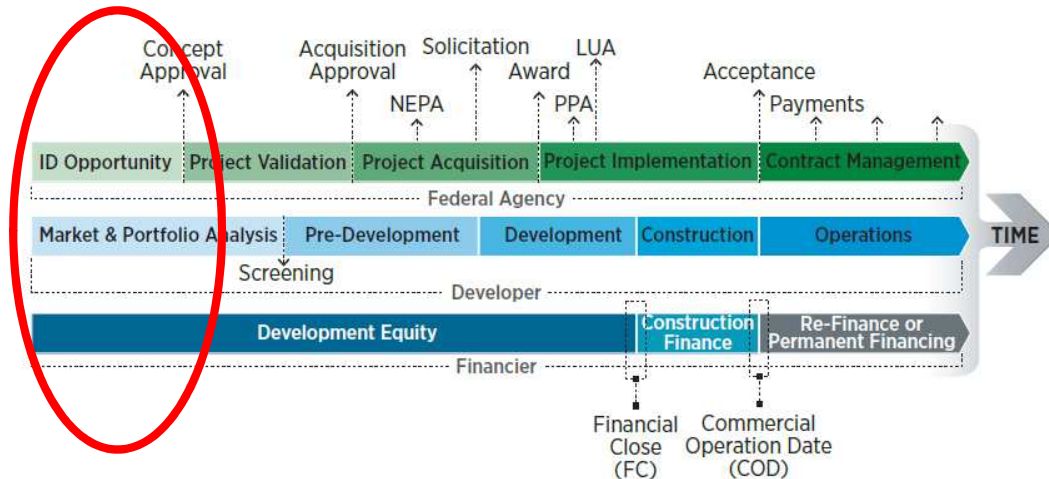 Concept
Approval
Acquisition
Approval
Solicitation
NEPA
Award
LUA
PPA
Acceptance
Payments
ID Opportunity
Project Validation
Project Acquisition
Project Implementation
Contract Management
Federal Agency
Market & Portfolio Analysis
Pre-Development
Development
Construction
Operations
TIME
Screening
Developer
Development Equity
Construction
Finance
Re-Finance or
Permanent Financing
Financier
Financial
Close
(FC)
Commercial
Operation Date
(COD)